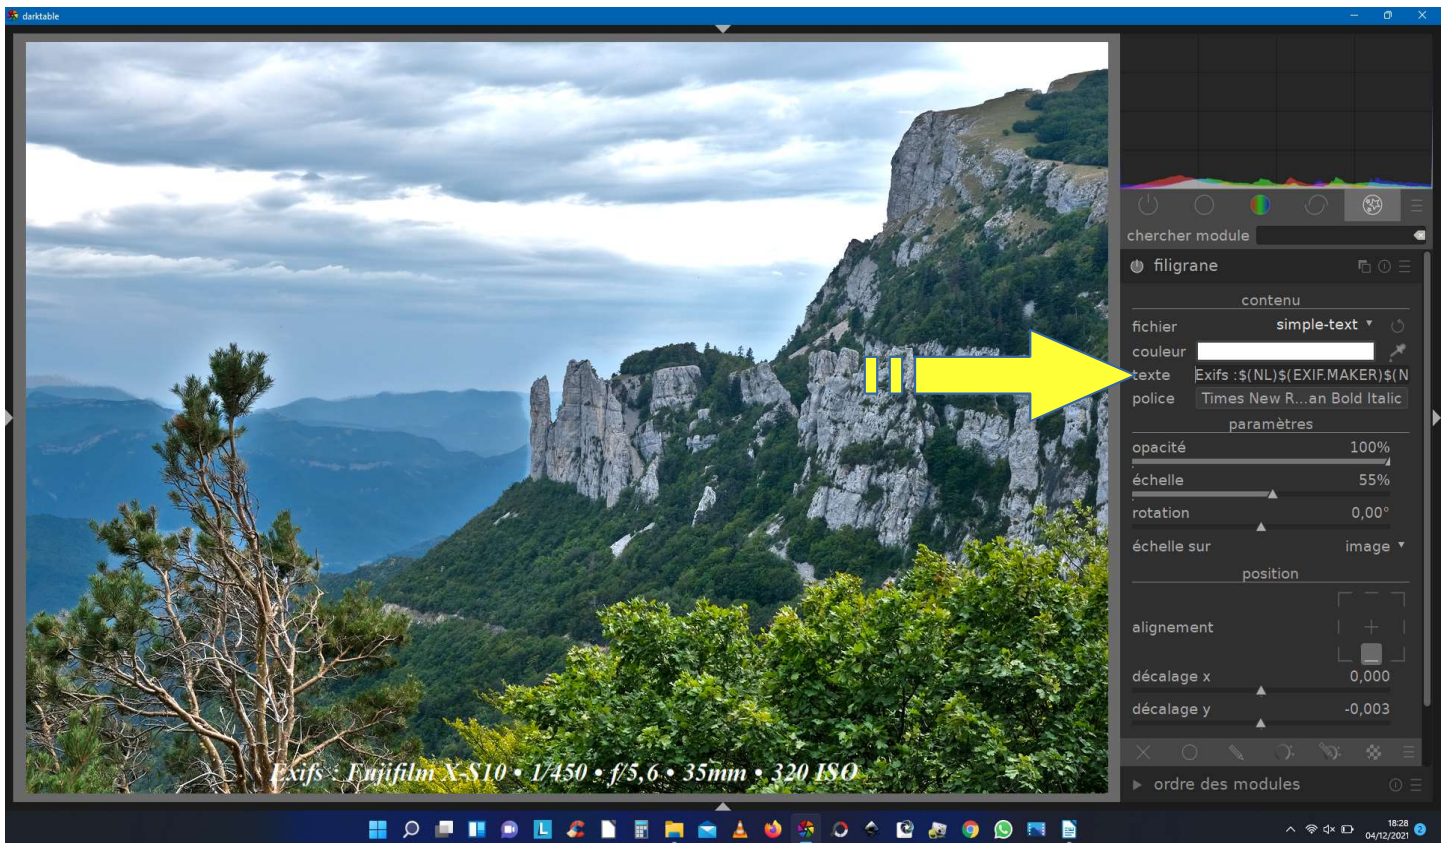 darktable
chercher module
filigrane
contenu
fichier simple-text
couleur
texte Exifs :$(NL)$(EXIF.MAKER)$(N
police Times New R...an Bold Italic
paramètres
opacité 100%
échelle 55%
rotation 0,00°
échelle sur image
position
alignement
décalage x 0,000
décalage y -0,003
ordre des modules
Exifs : Fujifilm X-S10 • 1/450 • f/5,6 • 35mm • 320 ISO
L
18:28
04/12/2021
2